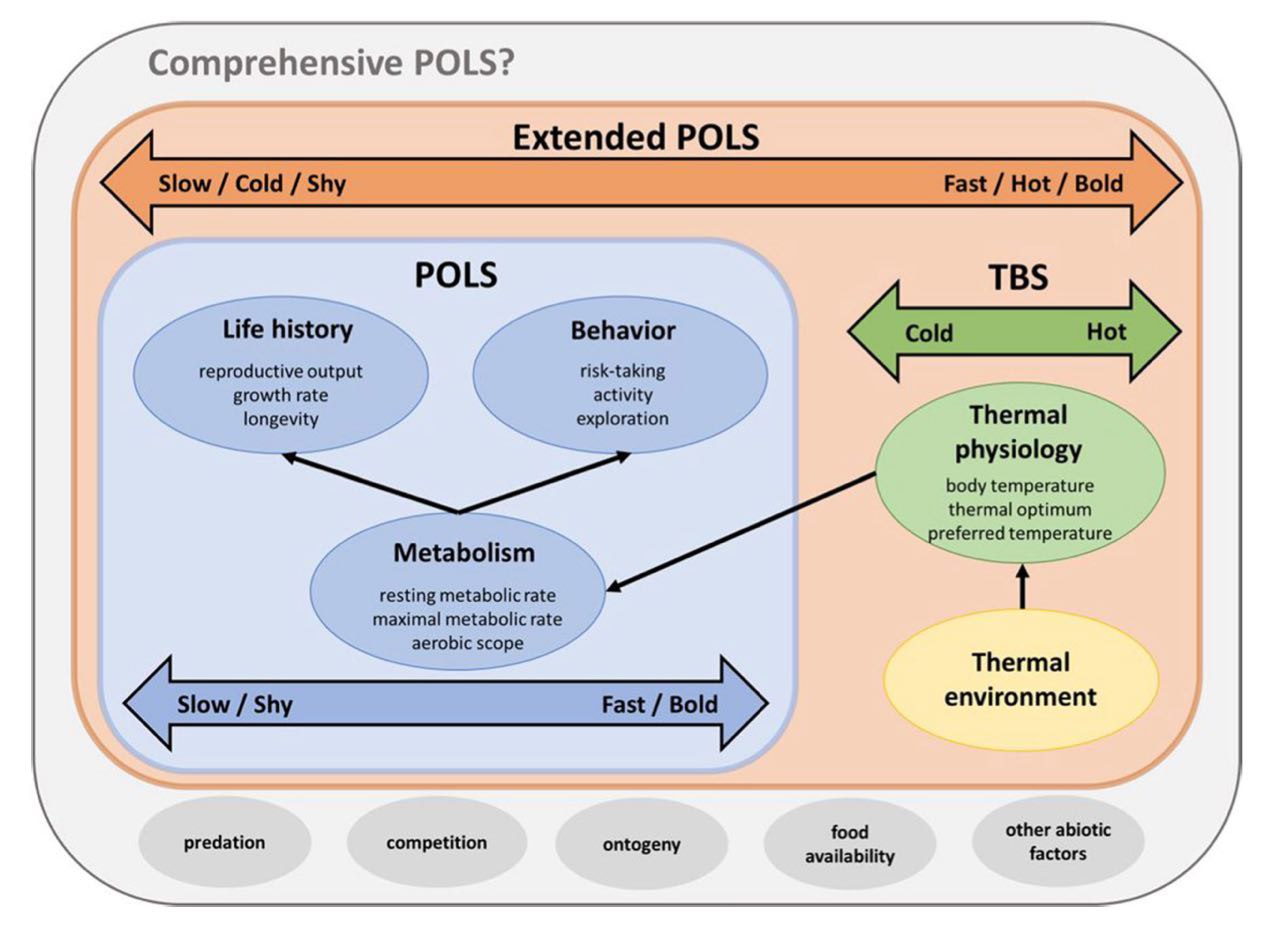 Comprehensive POLS?
Extended POLS
Slow / Cold / Shy
Fast / Hot / Bold
POLS
Life history
reproductive output
growth rate
longevity
Behavior
risk-taking
activity
exploration
Metabolism
resting metabolic rate
maximal metabolic rate
aerobic scope
Slow / Shy
Fast / Bold
TBS
Cold
Hot
Thermal
physiology
body temperature
thermal optimum
preferred temperature
Thermal
environment
predation
competition
ontogeny
food
availability
other abiotic
factors